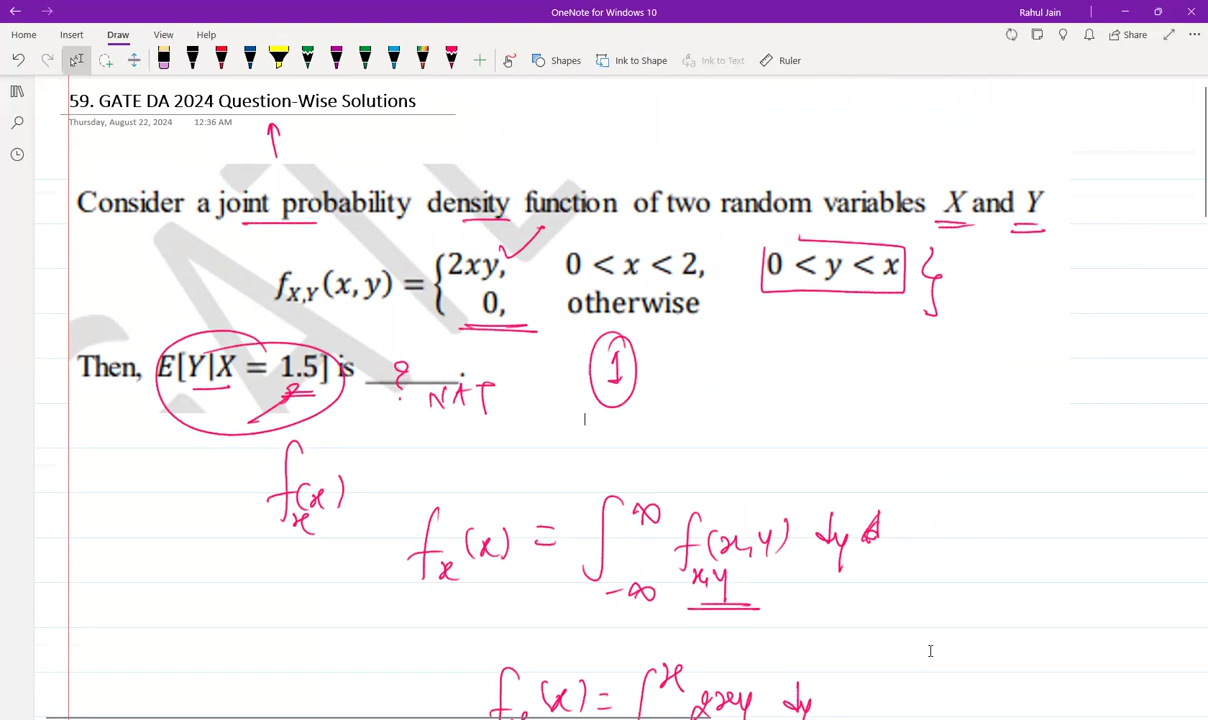 OneNote for Windows 10
Rahul Jain
Home Insert Draw View Help
Share
Shapes Ink to Shape Ink to Text Ruler
59. GATE DA 2024 Question-Wise Solutions
Thursday, August 22, 2024 12:36 AM
Consider a joint probability density function of two random variables X and Y
f_{X,Y}(x, y) = { 2xy, 0 < x < 2, 0 < y < x }
0, otherwise
Then, E[Y|X = 1.5] is ______.
? NAT
1
f_x(x)
f_x(x) = ∫_{-∞}^{∞} f_{x,y}(x,y) dy
f_x(x) = ∫^x 2xy dy